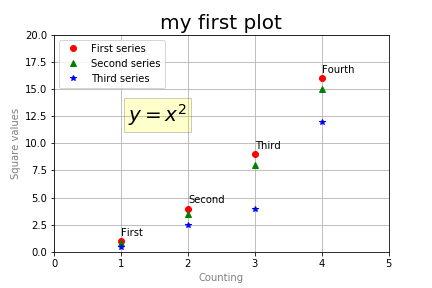 my first plot
20.0
17.5
15.0
12.5
10.0
7.5
5.0
2.5
0.0
Square values
First series
Second series
Third series
y = x²
First
Second
Third
Fourth
0 1 2 3 4 5
Counting